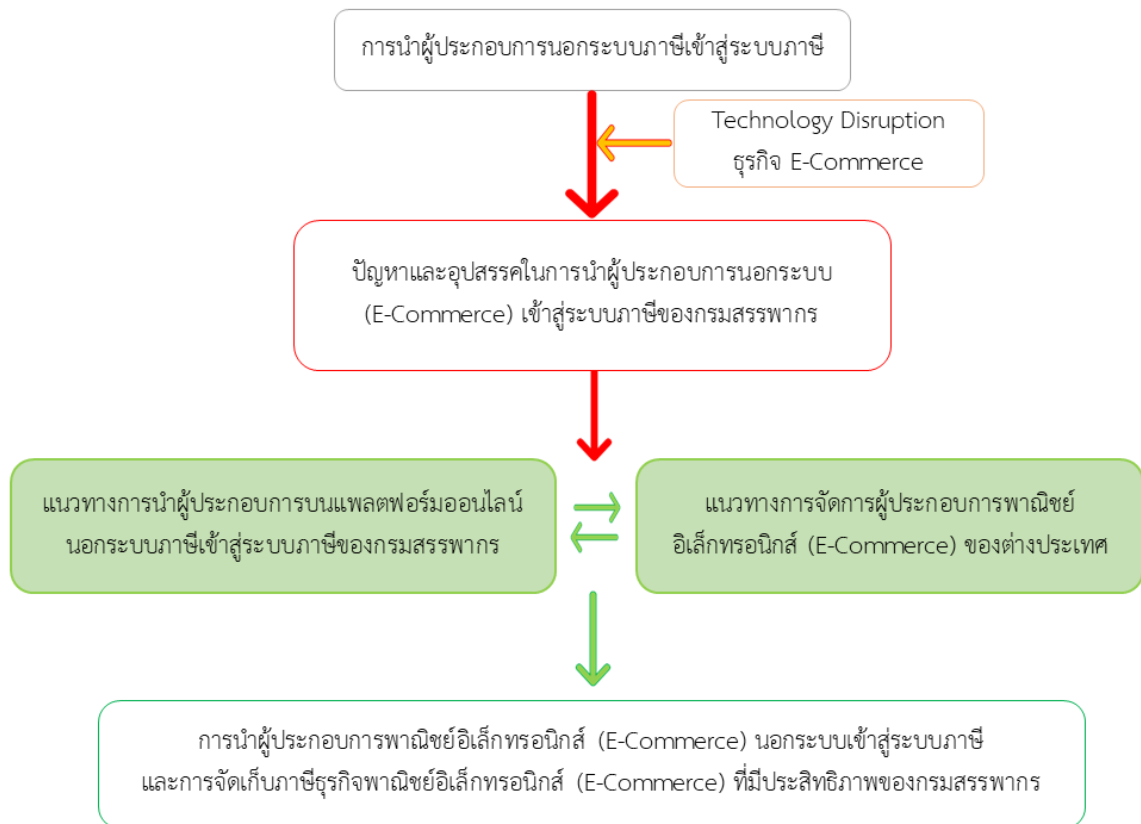 การนำผู้ประกอบการนอกระบบภาษีเข้าสู่ระบบภาษี
Technology Disruption
ธุรกิจ E-Commerce
ปัญหาและอุปสรรคในการนำผู้ประกอบการนอกระบบ
(E-Commerce) เข้าสู่ระบบภาษีของกรมสรรพากร
แนวทางการนำผู้ประกอบการบนแพลตฟอร์มออนไลน์
นอกระบบภาษีเข้าสู่ระบบภาษีของกรมสรรพากร
แนวทางการจัดการผู้ประกอบการพาณิชย์
อิเล็กทรอนิกส์ (E-Commerce) ของต่างประเทศ
การนำผู้ประกอบการพาณิชย์อิเล็กทรอนิกส์ (E-Commerce) นอกระบบเข้าสู่ระบบภาษี
และการจัดเก็บภาษีธุรกิจพาณิชย์อิเล็กทรอนิกส์ (E-Commerce) ที่มีประสิทธิภาพของกรมสรรพากร